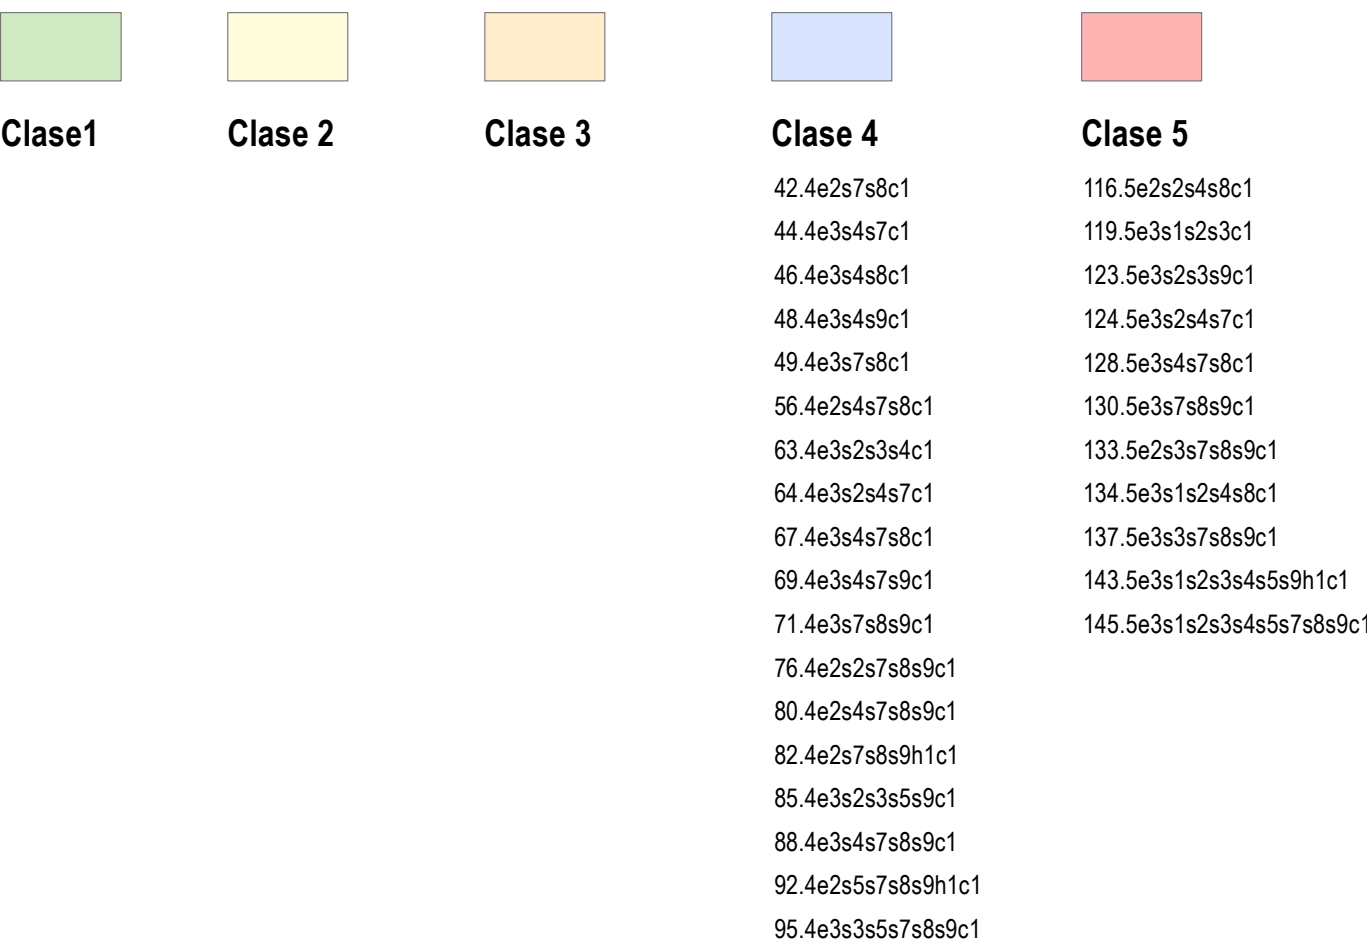 Clase1
Clase 2
Clase 3
Clase 4
42.4e2s7s8c1
44.4e3s4s7c1
46.4e3s4s8c1
48.4e3s4s9c1
49.4e3s7s8c1
56.4e2s4s7s8c1
63.4e3s2s3s4c1
64.4e3s2s4s7c1
67.4e3s4s7s8c1
69.4e3s4s7s9c1
71.4e3s7s8s9c1
76.4e2s2s7s8s9c1
80.4e2s4s7s8s9c1
82.4e2s7s8s9h1c1
85.4e3s2s3s5s9c1
88.4e3s4s7s8s9c1
92.4e2s5s7s8s9h1c1
95.4e3s3s5s7s8s9c1
Clase 5
116.5e2s2s4s8c1
119.5e3s1s2s3c1
123.5e3s2s3s9c1
124.5e3s2s4s7c1
128.5e3s4s7s8c1
130.5e3s7s8s9c1
133.5e2s3s7s8s9c1
134.5e3s1s2s4s8c1
137.5e3s3s7s8s9c1
143.5e3s1s2s3s4s5s9h1c1
145.5e3s1s2s3s4s5s7s8s9c1